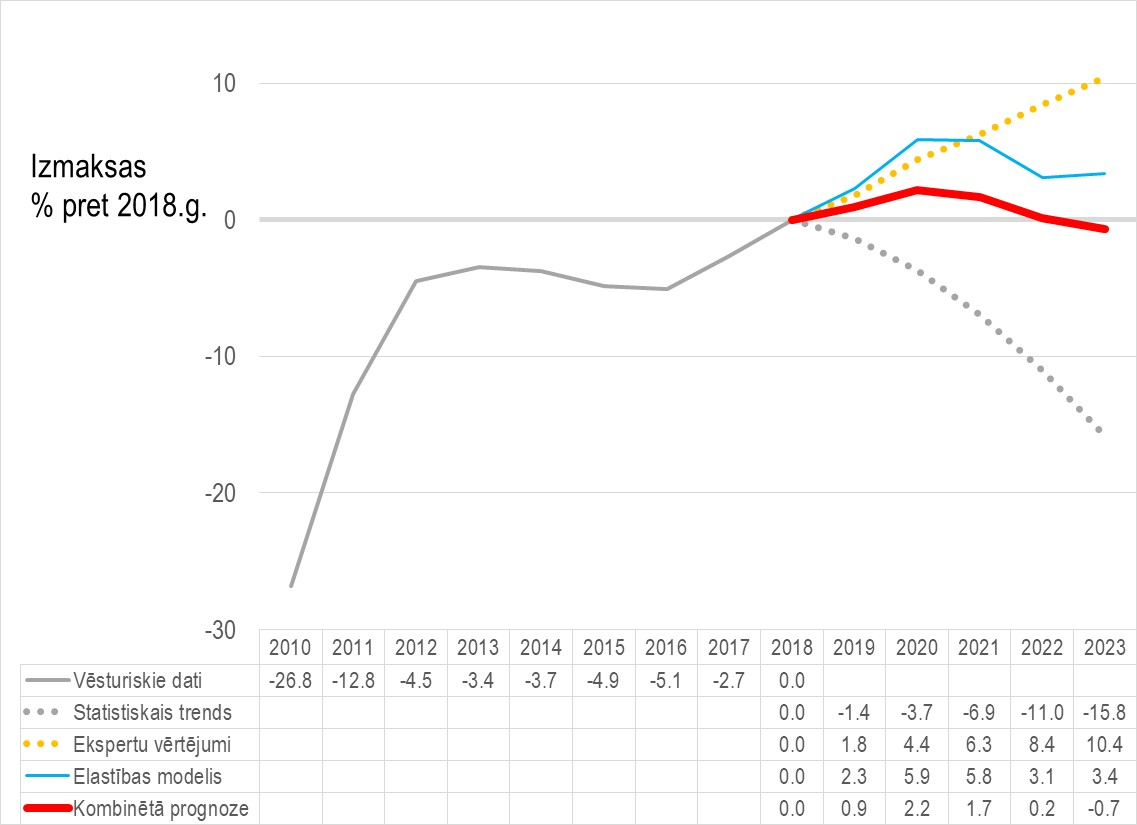 10
Izmaksas
% pret 2018.g.
0
-10
-20
-30
2010 2011 2012 2013 2014 2015 2016 2017 2018 2019 2020 2021 2022 2023
Vēsturiskie dati -26.8 -12.8 -4.5 -3.4 -3.7 -4.9 -5.1 -2.7 0.0
Statistiskais trends 0.0 -1.4 -3.7 -6.9 -11.0 -15.8
Ekspertu vērtējumi 0.0 1.8 4.4 6.3 8.4 10.4
Elastības modelis 0.0 2.3 5.9 5.8 3.1 3.4
Kombinētā prognoze 0.0 0.9 2.2 1.7 0.2 -0.7